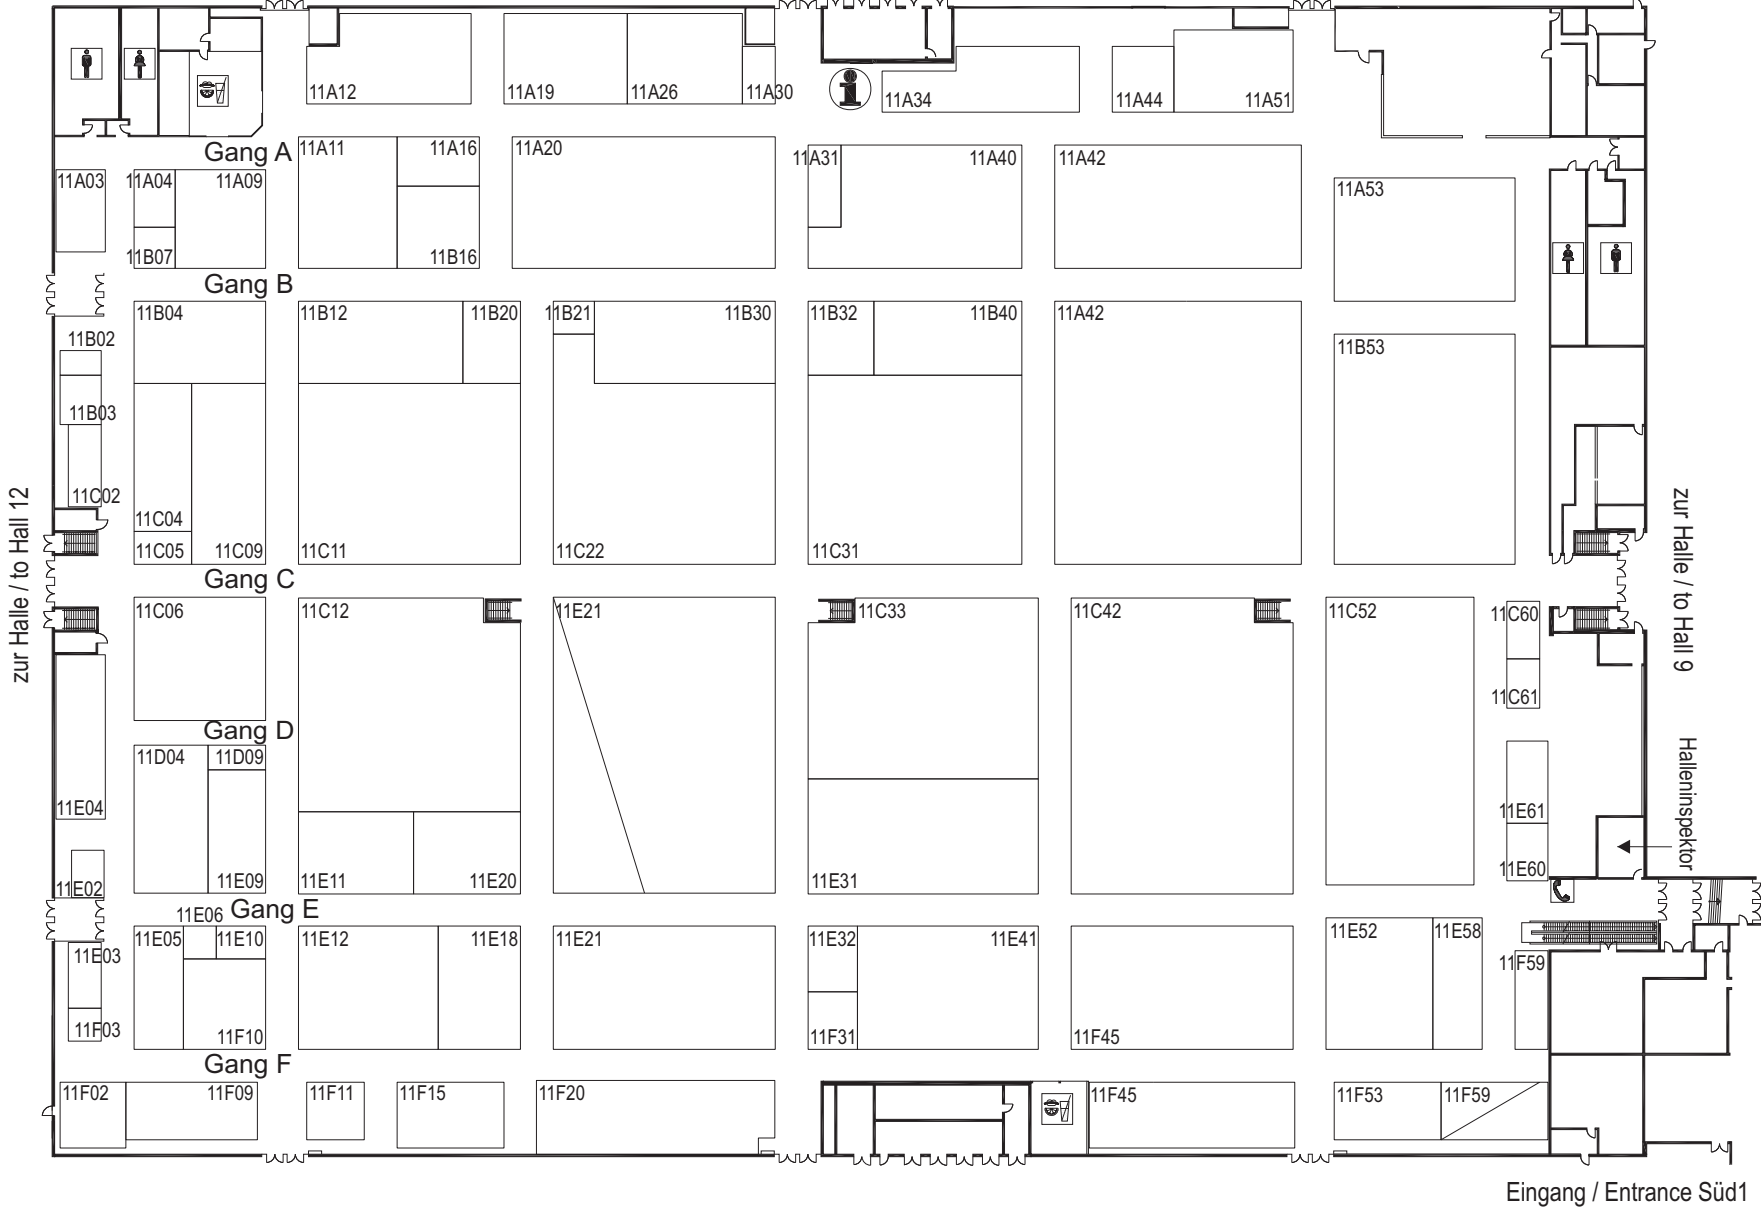 11A12
11A19
11A26
11A30
11A34
11A44
11A51
Gang A
11A11
11A16
11A20
11A31
11A40
11A42
11A03
11A04
11A09
11A53
11B07
11B16
Gang B
11B04
11B12
11B20
11B21
11B30
11B32
11B40
11A42
11B02
11B53
11B03
11C02
11C04
11C05
11C09
11C11
11C22
11C31
zur Halle / to Hall 12
zur Halle / to Hall 9
Gang C
11C06
11C12
11E21
11C33
11C42
11C52
11C60
11C61
Gang D
11D04
11D09
Halleninspektor
11E04
11E61
11E02
11E09
11E11
11E20
11E31
11E60
11E06
Gang E
11E05
11E10
11E12
11E18
11E21
11E32
11E41
11E52
11E58
11E03
11F59
11F03
11F10
11F31
11F45
Gang F
11F02
11F09
11F11
11F15
11F20
11F45
11F53
11F59
Eingang / Entrance Süd1